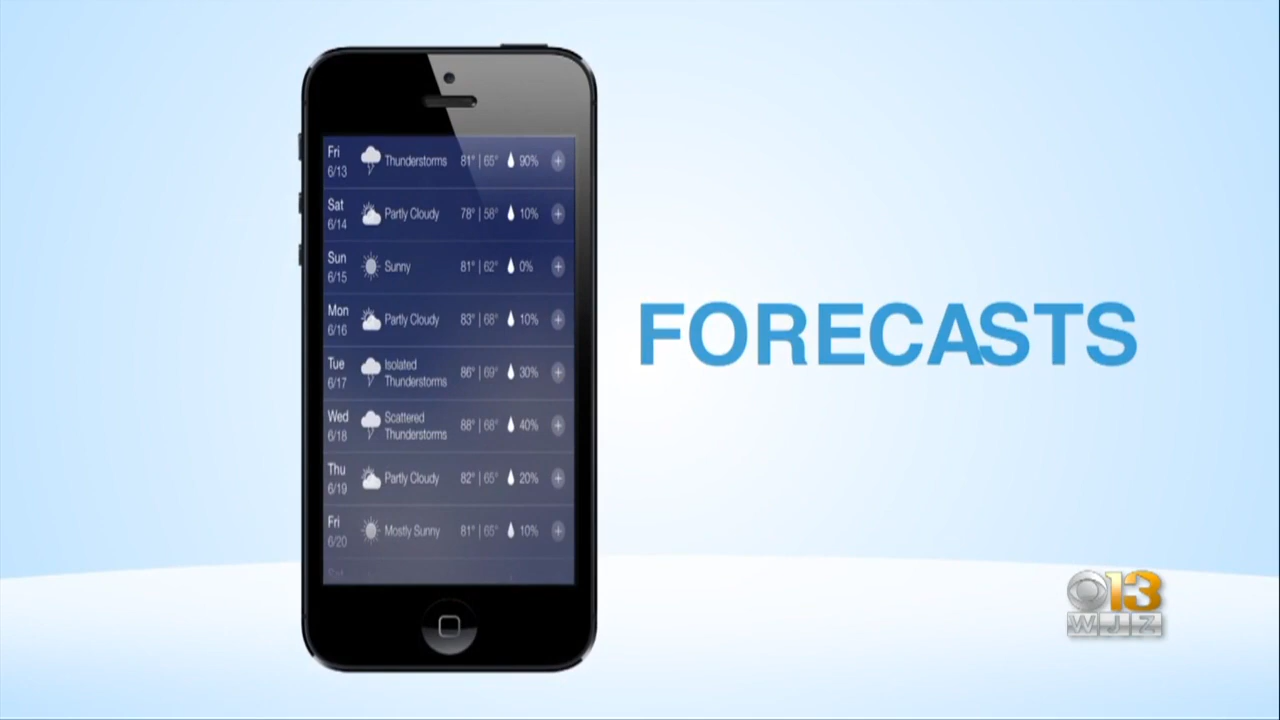 Fri
6/13
Thunderstorms 81° | 65° 90% +
Sat
6/14
Partly Cloudy 78° | 58° 10% +
Sun
6/15
Sunny 81° | 62° 0% +
Mon
6/16
Partly Cloudy 83° | 68° 10% +
Tue
6/17
Isolated
Thunderstorms
86° | 69° 30% +
Wed
6/18
Scattered
Thunderstorms
88° | 68° 40% +
Thu
6/19
Partly Cloudy 82° | 65° 20% +
Fri
6/20
Mostly Sunny 81° | 65° 10% +
FORECASTS
13
WJZ